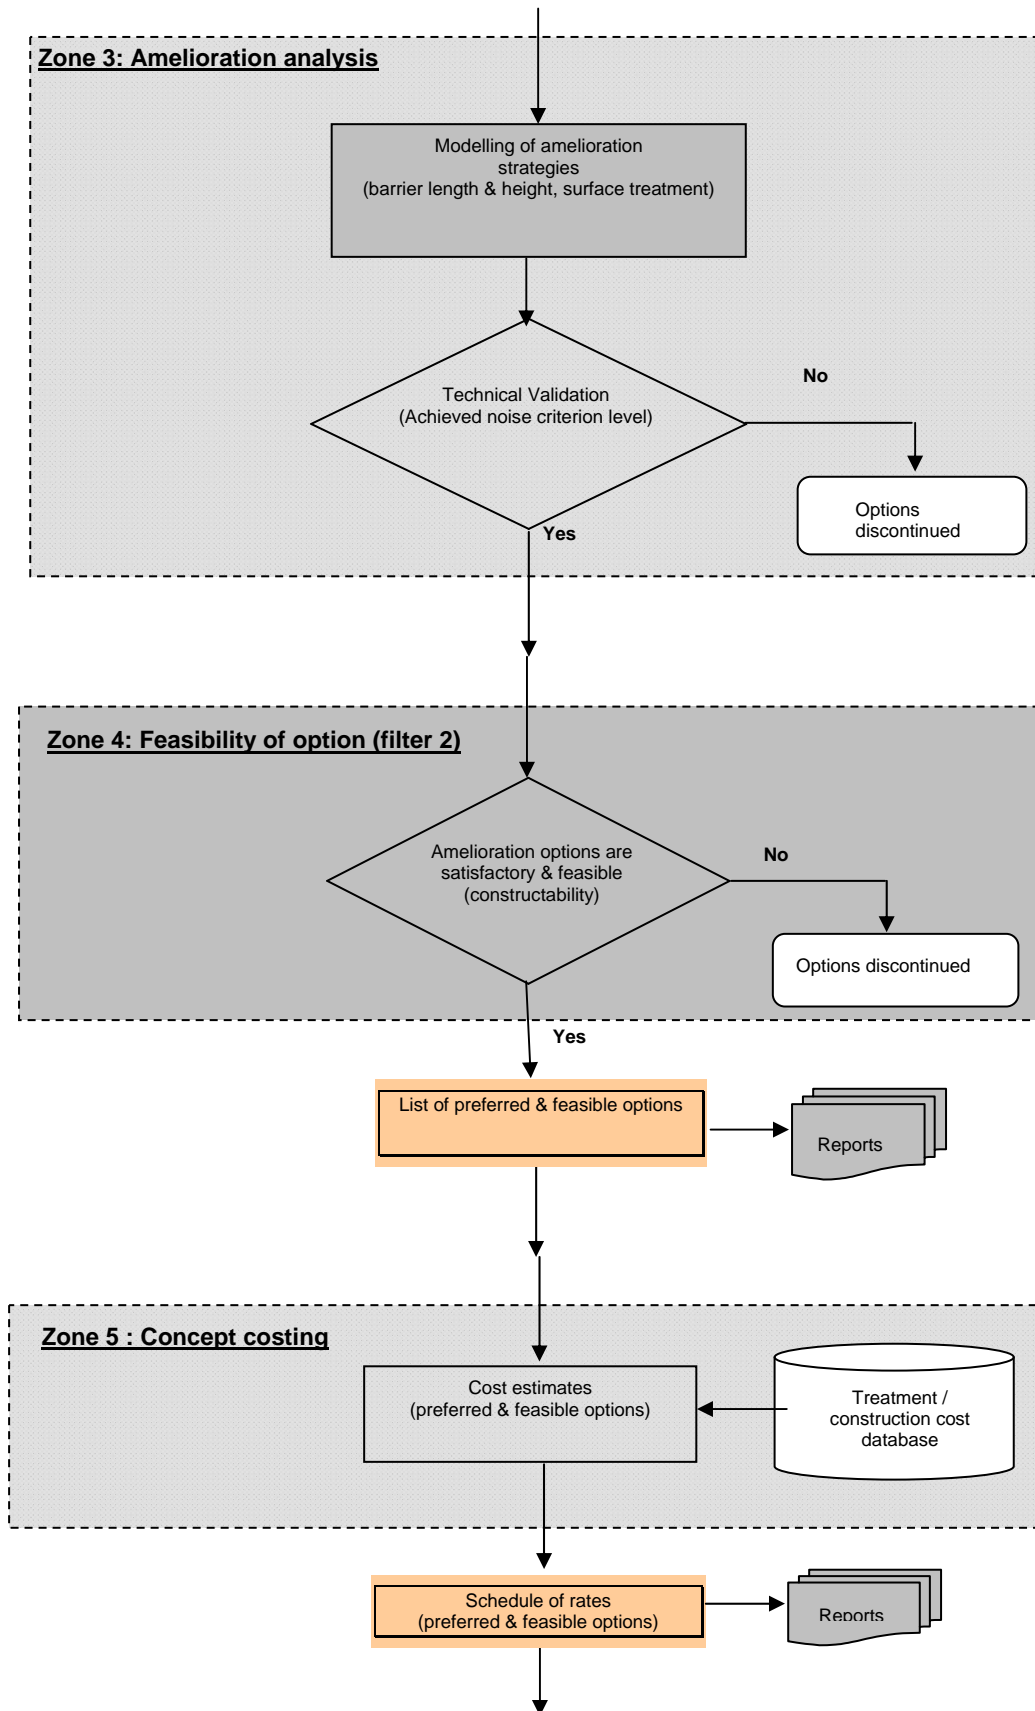 Zone 3: Amelioration analysis
Modelling of amelioration
strategies
(barrier length & height, surface treatment)
Technical Validation
(Achieved noise criterion level)
No
Options
discontinued
Yes
Zone 4: Feasibility of option (filter 2)
Amelioration options are
satisfactory & feasible
(constructability)
No
Options discontinued
Yes
List of preferred & feasible options
Reports
Zone 5 : Concept costing
Cost estimates
(preferred & feasible options)
Treatment /
construction cost
database
Schedule of rates
(preferred & feasible options)
Reports